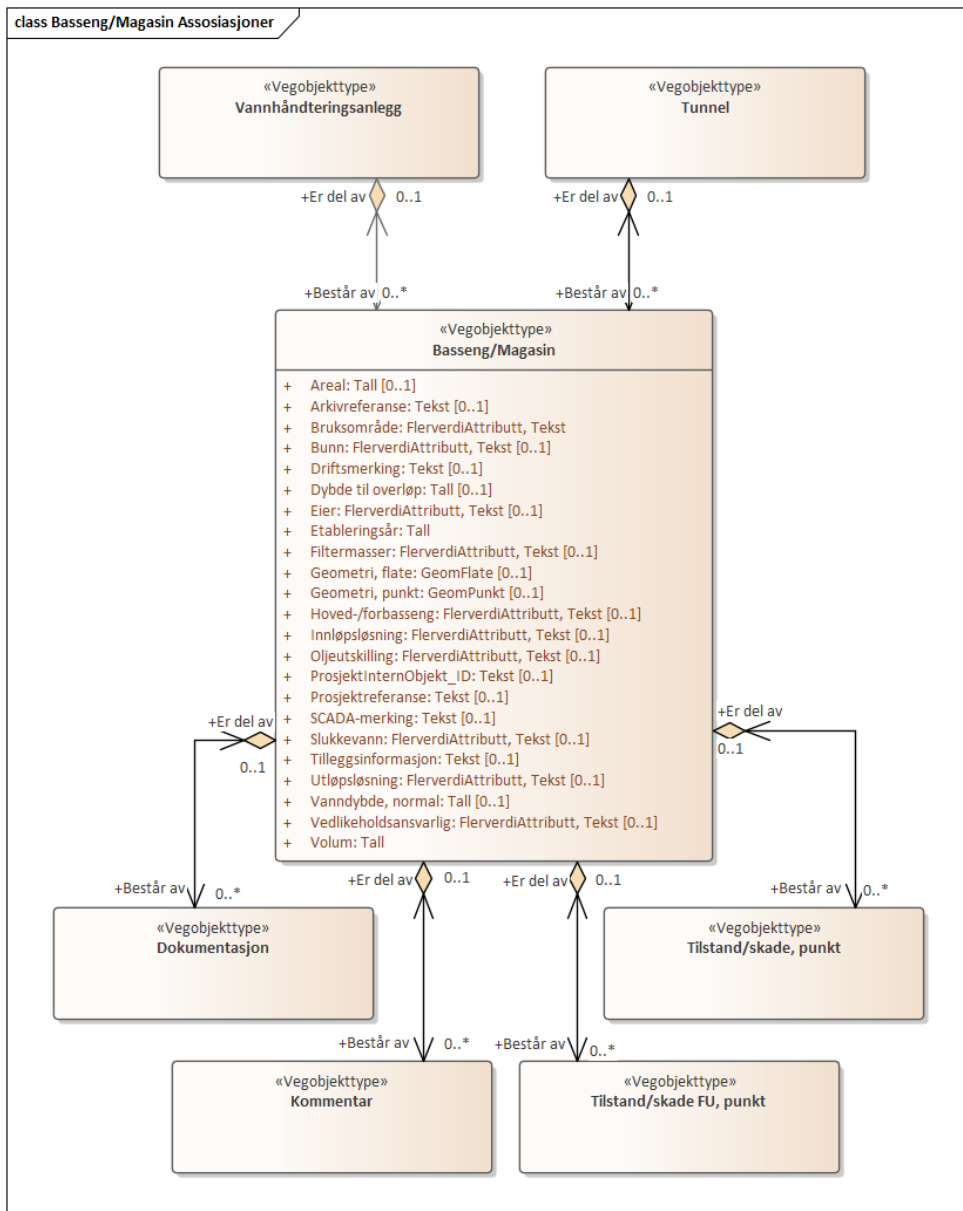 class Basseng/Magasin Assosiasjoner
«Vegobjekttype»
Vannhåndteringsanlegg
«Vegobjekttype»
Tunnel
+Er del av 0..1
+Er del av 0..1
+Består av 0..*
+Består av 0..*
«Vegobjekttype»
Basseng/Magasin
+ Areal: Tall [0..1]
+ Arkivreferanse: Tekst [0..1]
+ Bruksområde: FlerverdiAttributt, Tekst
+ Bunn: FlerverdiAttributt, Tekst [0..1]
+ Driftsmerking: Tekst [0..1]
+ Dybde til overløp: Tall [0..1]
+ Eier: FlerverdiAttributt, Tekst [0..1]
+ Etableringsår: Tall
+ Filtermasser: FlerverdiAttributt, Tekst [0..1]
+ Geometri, flate: GeomFlate [0..1]
+ Geometri, punkt: GeomPunkt [0..1]
+ Hoved-/forbasseng: FlerverdiAttributt, Tekst [0..1]
+ Innløpsløsning: FlerverdiAttributt, Tekst [0..1]
+ Oljeutskilling: FlerverdiAttributt, Tekst [0..1]
+ ProsjektInternObjekt_ID: Tekst [0..1]
+ Prosjektreferanse: Tekst [0..1]
+ SCADA-merking: Tekst [0..1]
+ Slukkevann: FlerverdiAttributt, Tekst [0..1]
+ Tilleggsinformasjon: Tekst [0..1]
+ Utløpsløsning: FlerverdiAttributt, Tekst [0..1]
+ Vanndybde, normal: Tall [0..1]
+ Vedlikeholdsansvarlig: FlerverdiAttributt, Tekst [0..1]
+ Volum: Tall
+Er del av
0..1
+Er del av
0..1
+Er del av 0..1
+Er del av 0..1
+Består av 0..*
+Består av 0..*
«Vegobjekttype»
Dokumentasjon
«Vegobjekttype»
Tilstand/skade, punkt
+Består av 0..*
+Består av 0..*
«Vegobjekttype»
Kommentar
«Vegobjekttype»
Tilstand/skade FU, punkt